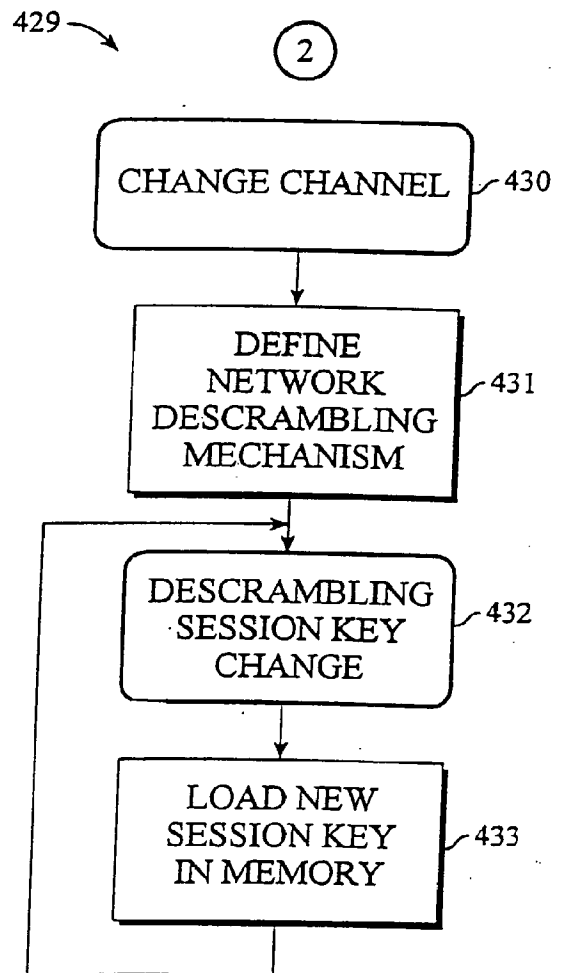 429
2
CHANGE CHANNEL
430
DEFINE
NETWORK
DESCRAMBLING
MECHANISM
431
DESCRAMBLING
SESSION KEY
CHANGE
432
LOAD NEW
SESSION KEY
IN MEMORY
433